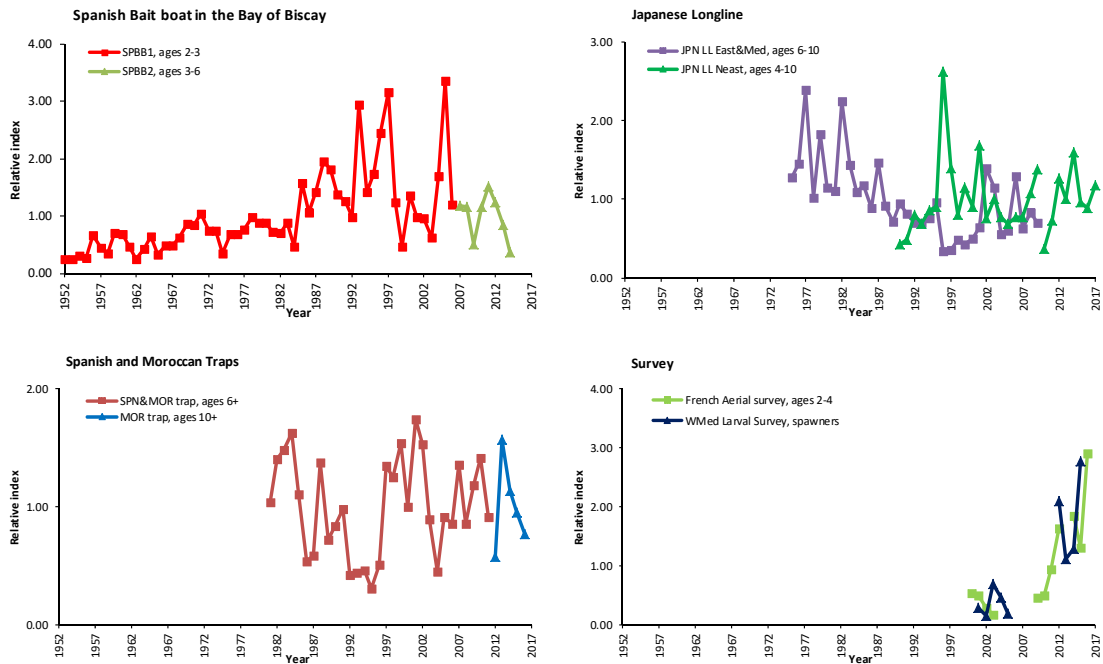 Spanish Bait boat in the Bay of Biscay
4.00
3.00
2.00
1.00
0.00
Relative index
SPBB1, ages 2-3
SPBB2, ages 3-6
1952 1957 1962 1967 1972 1977 1982 1987 1992 1997 2002 2007 2012 2017
Year
Japanese Longline
3.00
2.00
1.00
0.00
Relative index
JPN LL East&Med, ages 6-10
JPN LL Neast, ages 4-10
1952 1957 1962 1967 1972 1977 1982 1987 1992 1997 2002 2007 2012 2017
Year
Spanish and Moroccan Traps
2.00
1.00
0.00
Relative index
SPN&MOR trap, ages 6+
MOR trap, ages 10+
1952 1957 1962 1967 1972 1977 1982 1987 1992 1997 2002 2007 2012 2017
Year
Survey
4.00
3.00
2.00
1.00
0.00
Relative index
French Aerial survey, ages 2-4
WMed Larval Survey, spawners
1952 1957 1962 1967 1972 1977 1982 1987 1992 1997 2002 2007 2012 2017
Year